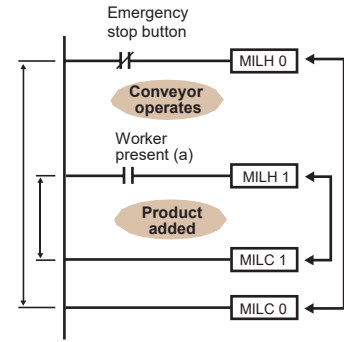 Emergency
stop button
MILH 0
Conveyor
operates
Worker
present (a)
MILH 1
Product
added
MILC 1
MILC 0